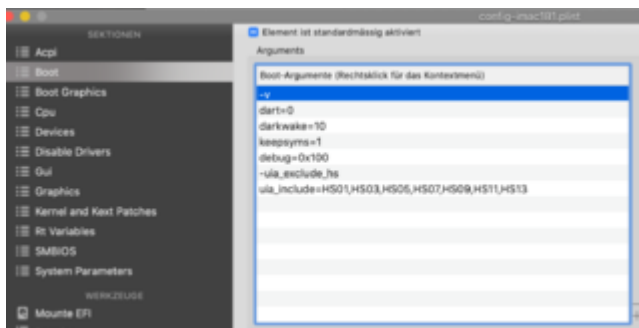 config-imac181.plist
SEKTIONEN
Acpi
Boot
Boot Graphics
Cpu
Devices
Disable Drivers
Gui
Graphics
Kernel and Kext Patches
Rt Variables
SMBIOS
System Parameters
WERKZEUGE
Mounte EFI
Element ist standardmässig aktiviert
Arguments
Boot-Argumente (Rechtsklick für das Kontextmenü)
-v
dart=0
darkwake=10
keepsyms=1
debug=0x100
-uia_exclude_hs
uia_include=HS01,HS03,HS05,HS07,HS09,HS11,HS13